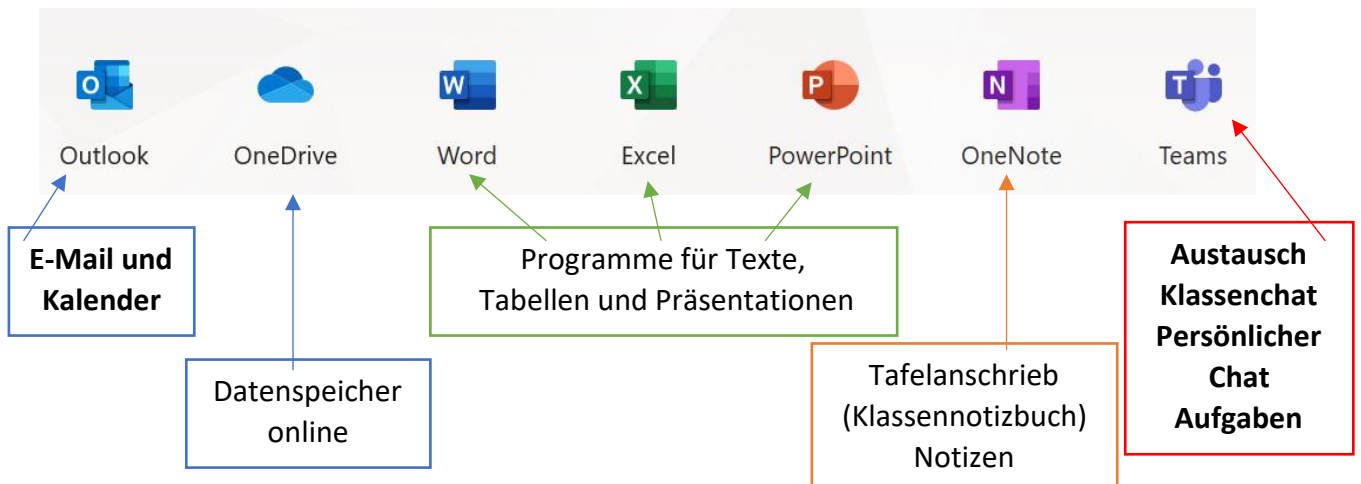 O
W
X
P
N
T
Outlook
OneDrive
Word
Excel
PowerPoint
OneNote
Teams
E-Mail und
Kalender
Datenspeicher
online
Programme für Texte,
Tabellen und Präsentationen
Tafelanschrieb
(Klassennotizbuch)
Notizen
Austausch
Klassenchat
Persönlicher
Chat
Aufgaben